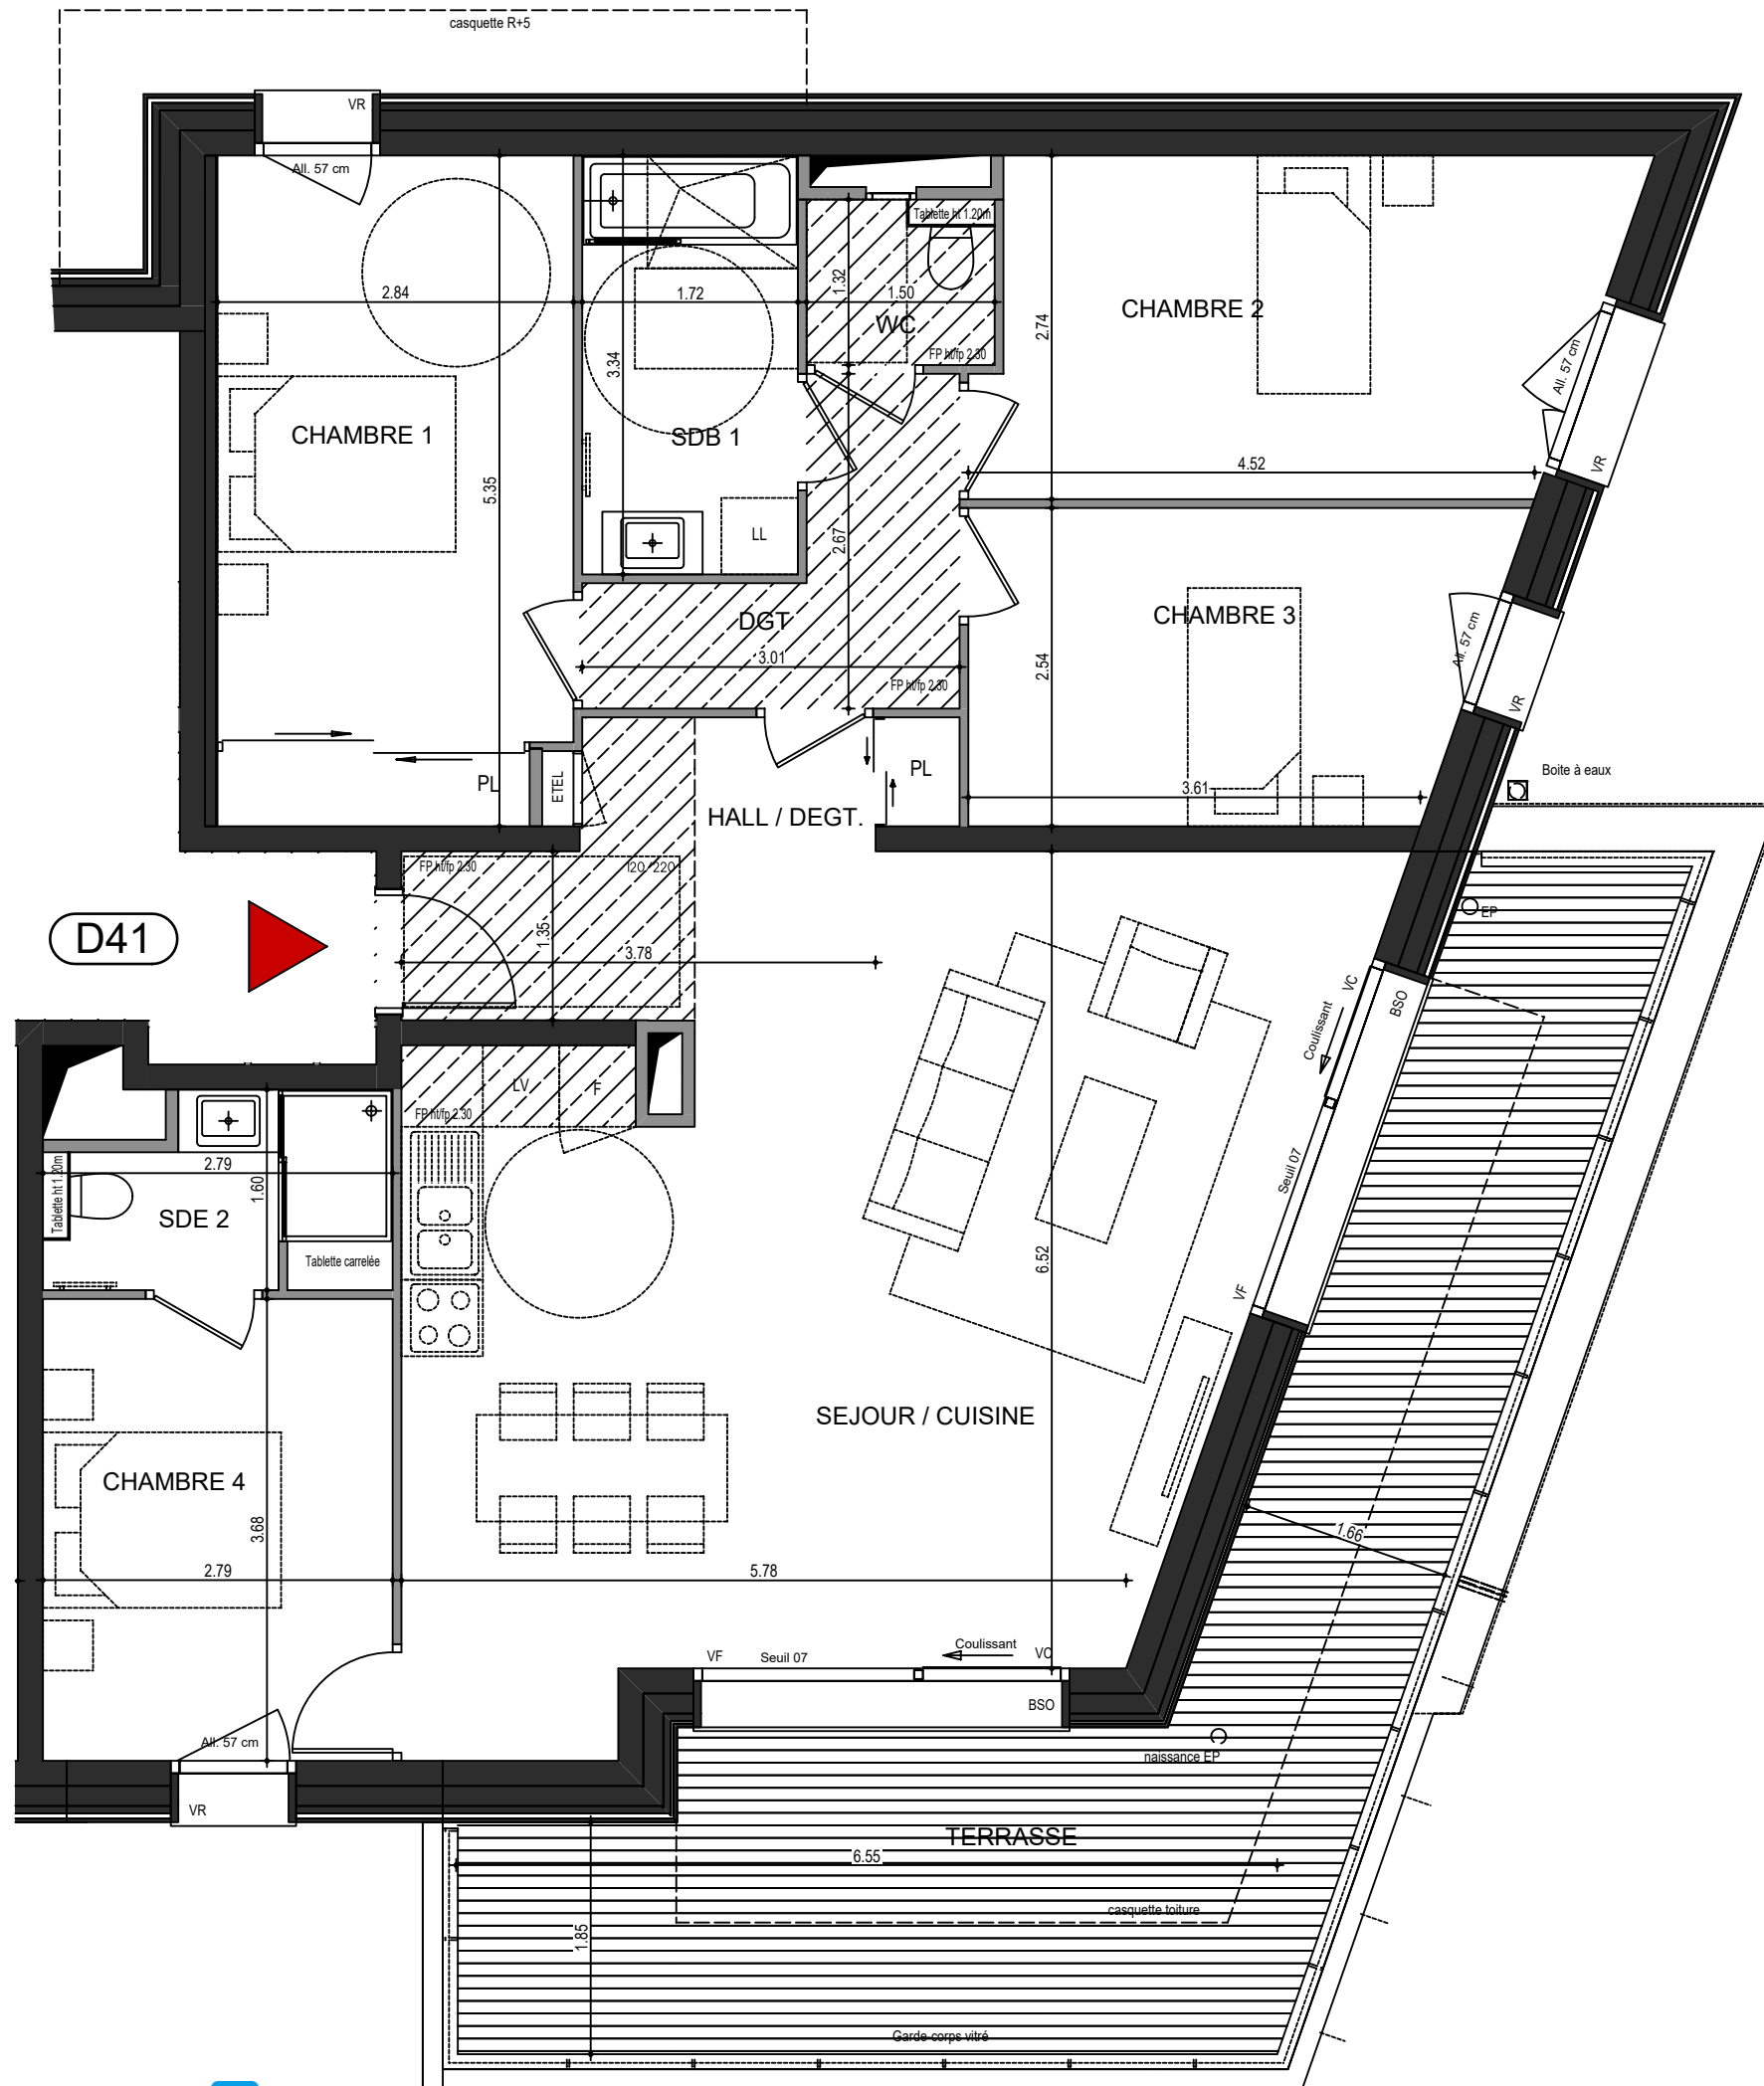 casquette R+5
VR
All. 57 cm
Tablette ht 1.20m
2.84
1.72
1.32
1.50
WC
FP ht/fp 2.30
CHAMBRE 2
2.74
All. 57 cm
VR
3.34
CHAMBRE 1
SDB 1
5.35
4.52
LL
2.67
DGT
3.01
FP ht/fp 2.30
CHAMBRE 3
2.54
All. 57 cm
VR
3.61
Boite à eaux
PL
ETEL
PL
HALL / DEGT.
FP ht/fp 2.30
120*220
D41
1.35
3.78
EP
VC
BSO
Coulissant
LV
F
FP ht/fp 2.30
2.79
1.60
Tablette ht 1.20m
SDE 2
Tablette carrelée
Seuil 07
6.52
VF
SEJOUR / CUISINE
CHAMBRE 4
3.68
2.79
5.78
1.66
VF
Seuil 07
Coulissant
VC
BSO
All. 57 cm
VR
naissance EP
TERRASSE
6.55
casquette toiture
1.85
Garde-corps vitré